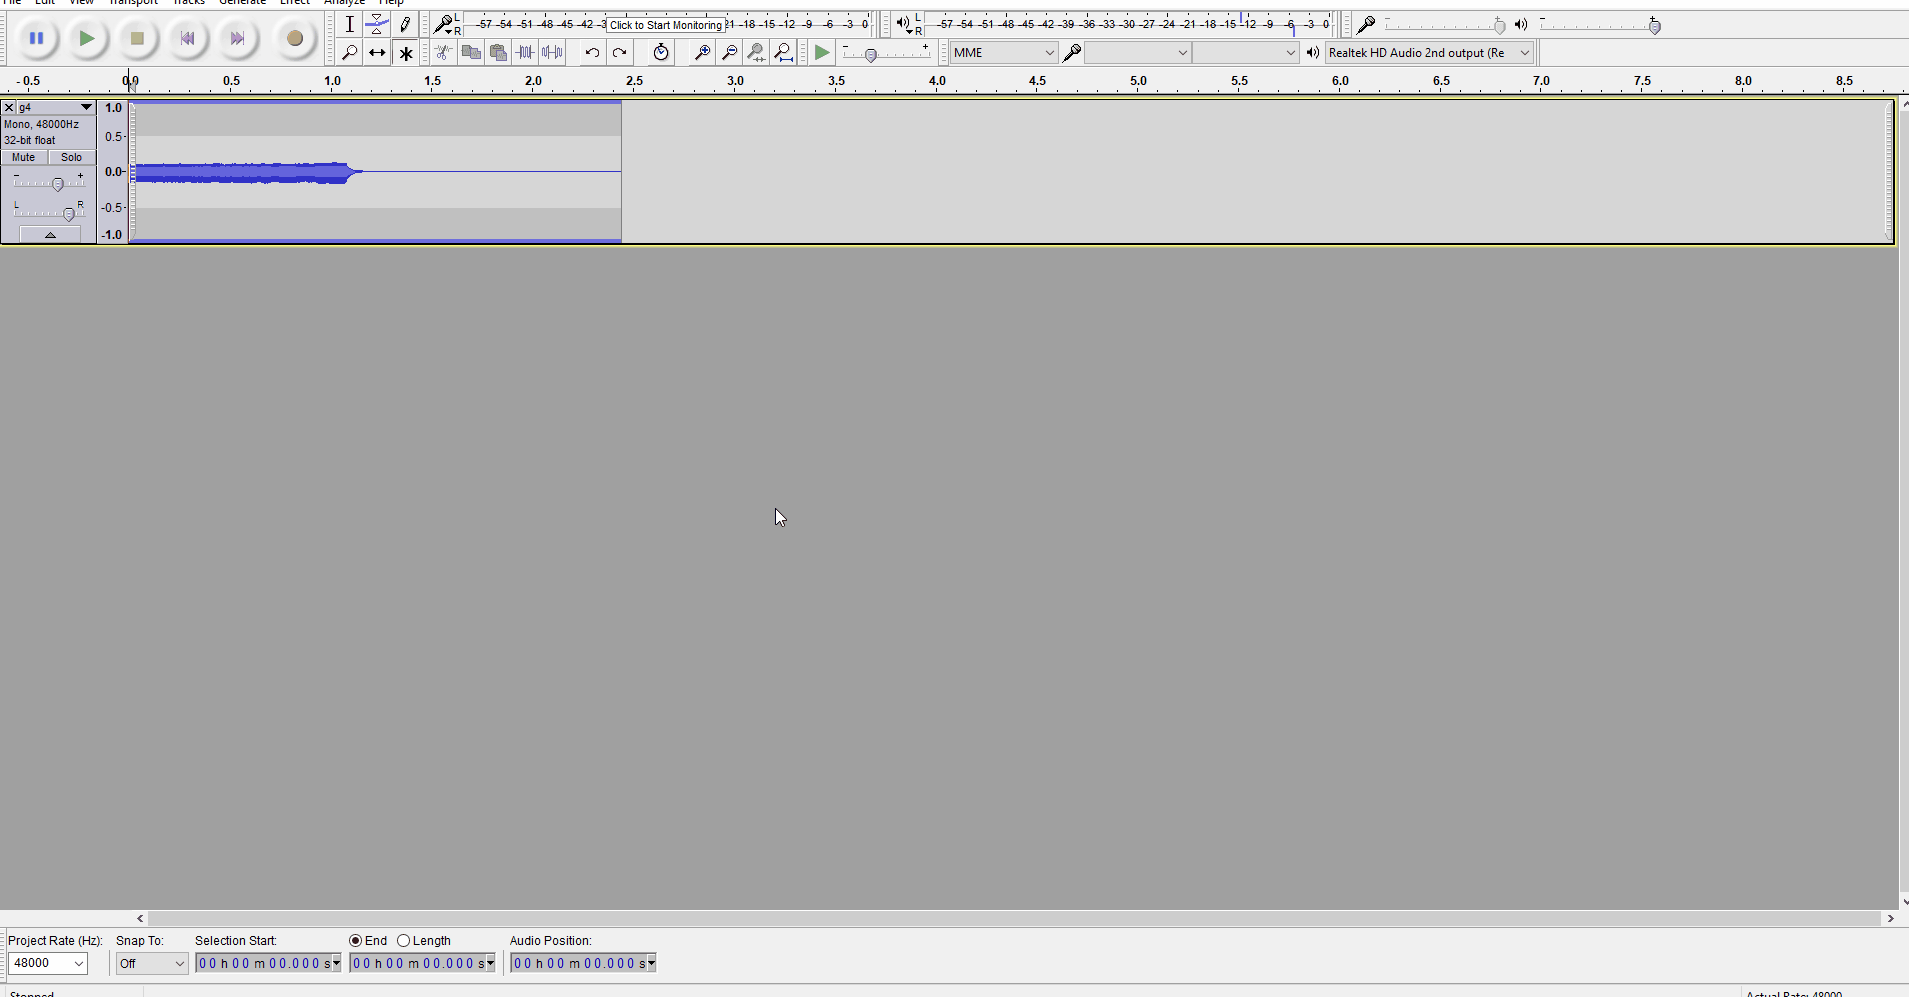 File Edit View Transport Tracks Generate Effect Analyze Help
L
R
-57 -54 -51 -48 -45 -42 -3 Click to Start Monitoring 21 -18 -15 -12 -9 -6 -3 0
L
R
-57 -54 -51 -48 -45 -42 -39 -36 -33 -30 -27 -24 -21 -18 -15 -12 -9 -6 -3 0
- +
- +
- +
MME
Realtek HD Audio 2nd output (Re
-0.5 0.0 0.5 1.0 1.5 2.0 2.5 3.0 3.5 4.0 4.5 5.0 5.5 6.0 6.5 7.0 7.5 8.0 8.5
g4
Mono, 48000Hz
32-bit float
Mute Solo
- +
L R
1.0
0.5
0.0
-0.5
-1.0
Project Rate (Hz): Snap To: Selection Start: End Length Audio Position:
48000 Off 00 h 00 m 00.000 s 00 h 00 m 00.000 s 00 h 00 m 00.000 s
Stopped Actual Rate: 48000